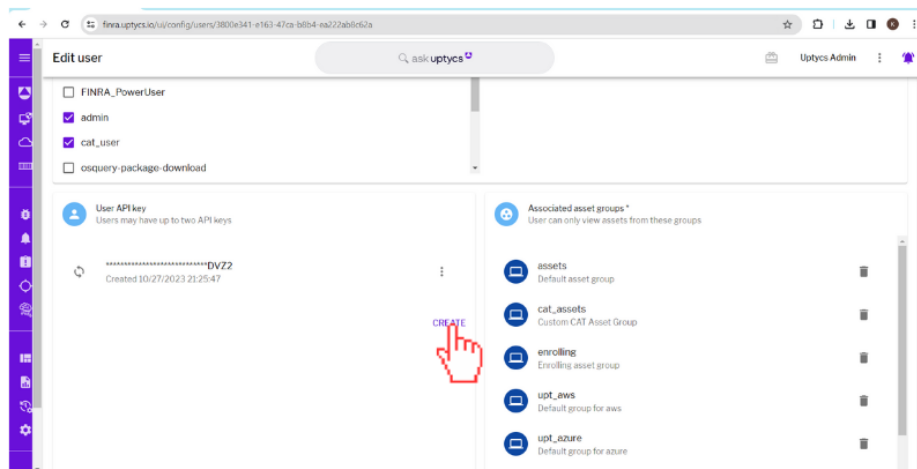 finra.uptycs.io/ui/config/users/3800e341-e163-47ca-b8b4-ea222ab8c62a
K
Edit user
ask uptycs
Uptycs Admin
FINRA_PowerUser
admin
cat_user
osquery-package-download
User API key
Users may have up to two API keys
****************************DVZ2
Created 10/27/2023 21:25:47
CREATE
Associated asset groups *
User can only view assets from these groups
assets
Default asset group
cat_assets
Custom CAT Asset Group
enrolling
Enrolling asset group
upt_aws
Default group for aws
upt_azure
Default group for azure